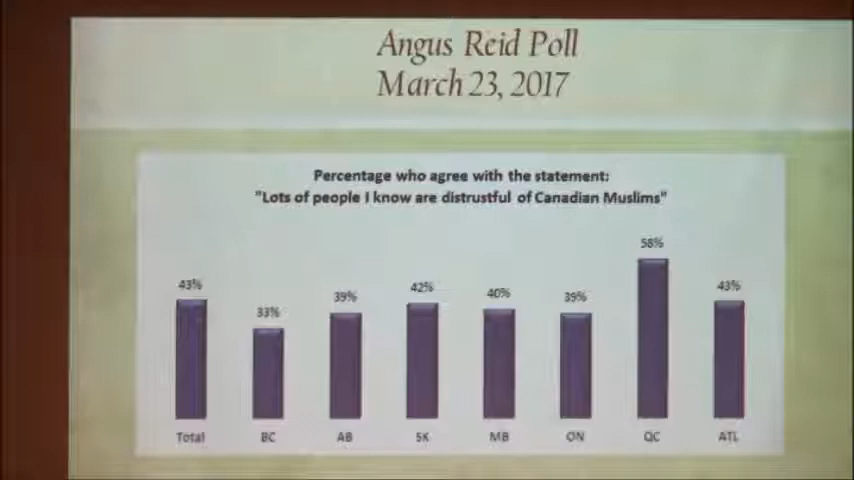 Angus Reid Poll
March 23, 2017
Percentage who agree with the statement:
"Lots of people I know are distrustful of Canadian Muslims"
43% 33% 39% 42% 40% 39% 58% 43%
Total BC AB SK MB ON QC ATL